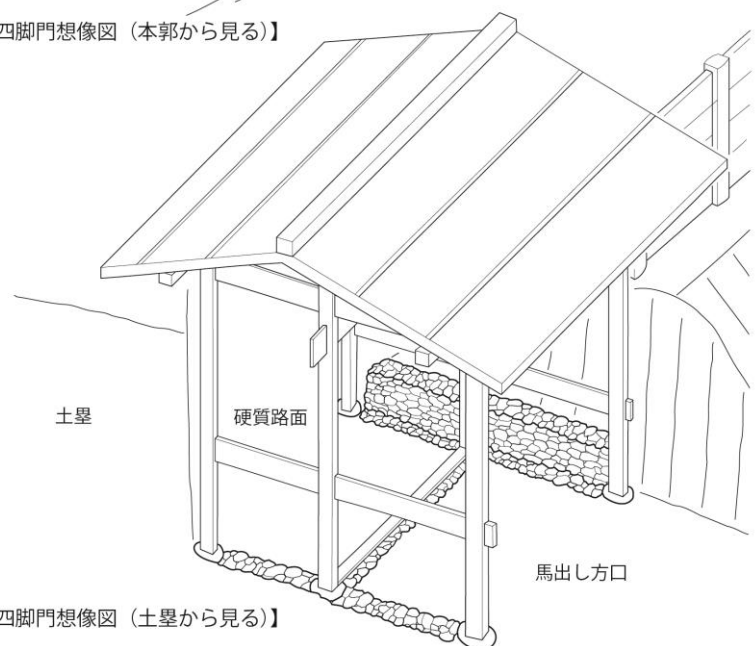 四脚門想像図（本郭から見る）】
土塁
硬質路面
馬出し方口
四脚門想像図（土塁から見る）】